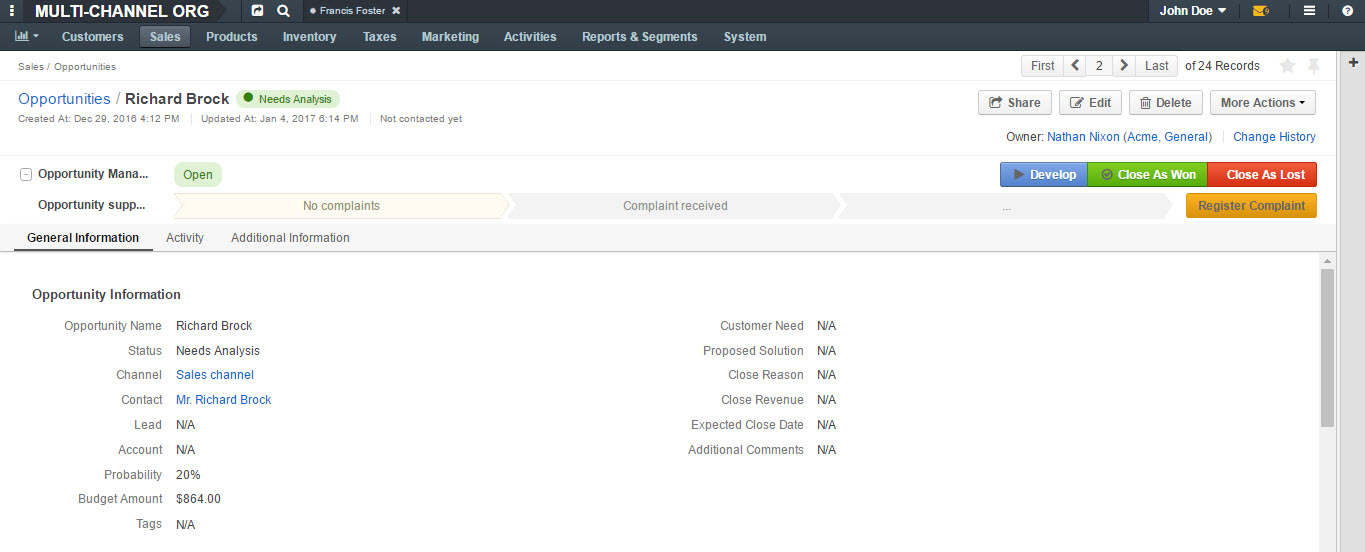 MULTI-CHANNEL ORG Francis Foster John Doe
Customers Sales Products Inventory Taxes Marketing Activities Reports & Segments System
Sales / Opportunities First 2 Last of 24 Records
Opportunities / Richard Brock Needs Analysis Share Edit Delete More Actions
Created At: Dec 29, 2016 4:12 PM Updated At: Jan 4, 2017 6:14 PM Not contacted yet
Owner: Nathan Nixon (Acme, General) Change History
Opportunity Mana... Open Develop Close As Won Close As Lost
Opportunity supp... No complaints Complaint received ... Register Complaint
General Information Activity Additional Information
Opportunity Information
Opportunity Name Richard Brock Customer Need N/A
Status Needs Analysis Proposed Solution N/A
Channel Sales channel Close Reason N/A
Contact Mr. Richard Brock Close Revenue N/A
Lead N/A Expected Close Date N/A
Account N/A Additional Comments N/A
Probability 20%
Budget Amount $864.00
Tags N/A